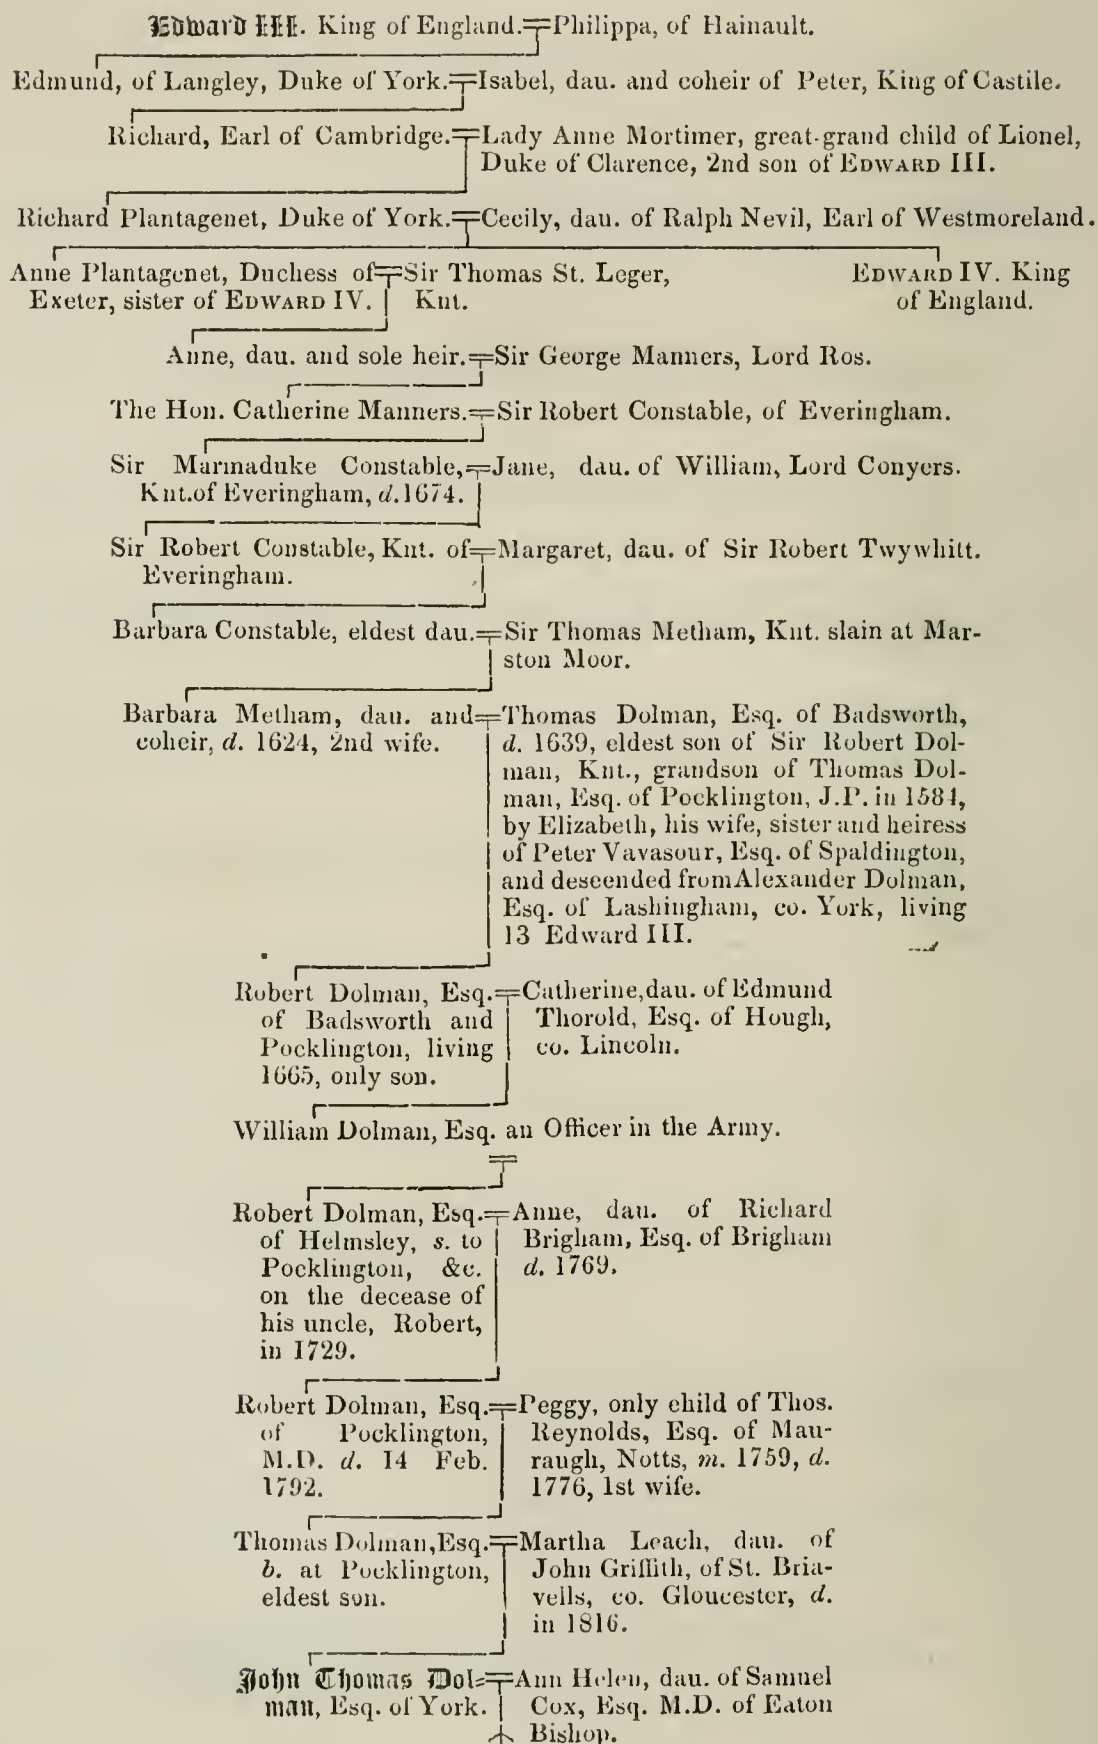 Edward III. King of England. Philippa, of Hainault.
Edmund, of Langley, Duke of York. Isabel, dau. and coheir of Peter, King of Castile.
Richard, Earl of Cambridge. Lady Anne Mortimer, great-grand child of Lionel,
Duke of Clarence, 2nd son of EDWARD III.
Richard Plantagenet, Duke of York. Cecily, dau. of Ralph Nevil, Earl of Westmoreland.
Anne Plantagenet, Duchess of
Exeter, sister of EDWARD IV.
Sir Thomas St. Leger,
Knt.
EDWARD IV. King
of England.
Anne, dau. and sole heir. Sir George Manners, Lord Ros.
The Hon. Catherine Manners. Sir Robert Constable, of Everingham.
Sir Marmaduke Constable,
Knt. of Everingham, d. 1674.
Jane, dau. of William, Lord Conyers.
Sir Robert Constable, Knt. of
Everingham.
Margaret, dau. of Sir Robert Twywhitt.
Barbara Constable, eldest dau. Sir Thomas Metham, Knt. slain at Mar-
ston Moor.
Barbara Metham, dau. and
coheir, d. 1624, 2nd wife.
Thomas Dolman, Esq. of Badsworth,
d. 1639, eldest son of Sir Robert Dol-
man, Knt., grandson of Thomas Dol-
man, Esq. of Pocklington, J.P. in 1584,
by Elizabeth, his wife, sister and heiress
of Peter Vavasour, Esq. of Spaldington,
and descended from Alexander Dolman,
Esq. of Lashingham, co. York, living
13 Edward III.
Robert Dolman, Esq.
of Badsworth and
Pocklington, living
1665, only son.
Catherine, dau. of Edmund
Thorold, Esq. of Hough,
co. Lincoln.
William Dolman, Esq. an Officer in the Army.
Robert Dolman, Esq.
of Helmsley, s. to
Pocklington, &c.
on the decease of
his uncle, Robert,
in 1729.
Anne, dau. of Richard
Brigham, Esq. of Brigham
d. 1769.
Robert Dolman, Esq.
of Pocklington,
M.D. d. 14 Feb.
1792.
Peggy, only child of Thos.
Reynolds, Esq. of Mau-
raugh, Notts, m. 1759, d.
1776, 1st wife.
Thomas Dolman, Esq.
b. at Pocklington,
eldest son.
Martha Leach, dau. of
John Griffith, of St. Bria-
vells, co. Gloucester, d.
in 1816.
John Thomas Dol-
man, Esq. of York.
Ann Helen, dau. of Samuel
Cox, Esq. M.D. of Eaton
Bishop.